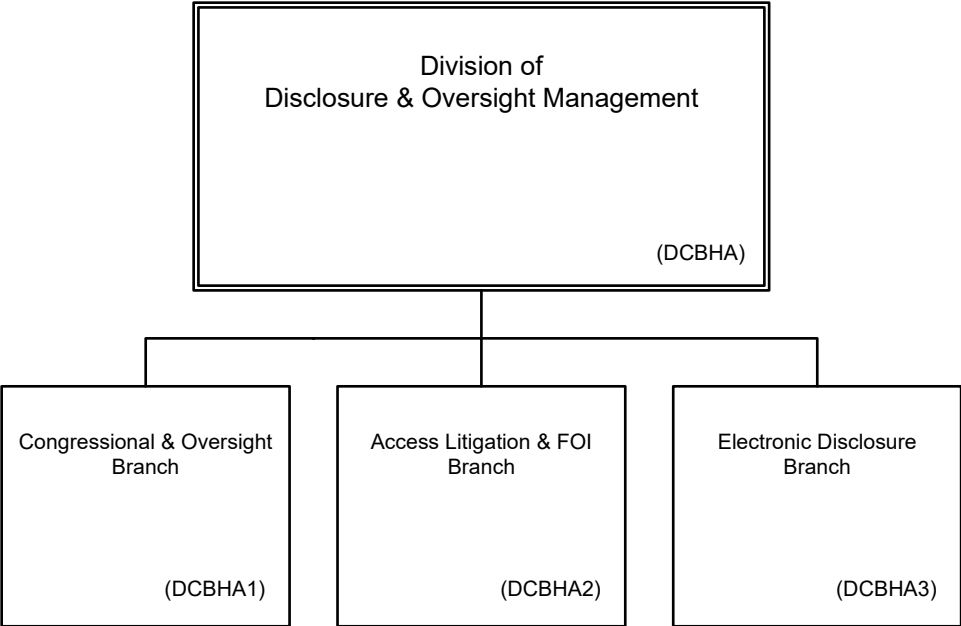 Division of
Disclosure & Oversight Management
(DCBHA)
Congressional & Oversight
Branch
(DCBHA1)
Access Litigation & FOI
Branch
(DCBHA2)
Electronic Disclosure
Branch
(DCBHA3)